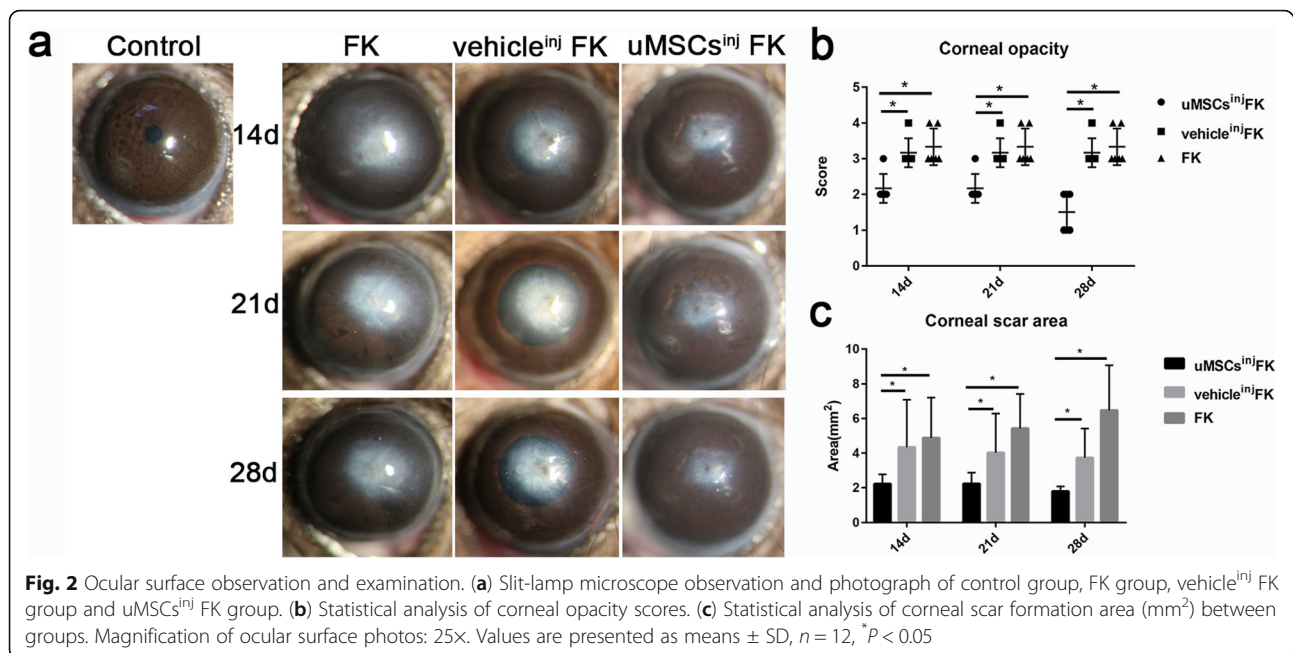 a
Control FK vehicleinj FK uMSCsinj FK
14d
21d
28d
b
Corneal opacity
Score
5
4
3
2
1
0
* * * * * *
14d 21d 28d
uMSCsinjFK
vehicleinjFK
FK
c
Corneal scar area
Area(mm2)
10
8
6
4
2
0
* * * * * *
14d 21d 28d
uMSCsinjFK
vehicleinjFK
FK
Fig. 2 Ocular surface observation and examination. (a) Slit-lamp microscope observation and photograph of control group, FK group, vehicleinj FK
group and uMSCsinj FK group. (b) Statistical analysis of corneal opacity scores. (c) Statistical analysis of corneal scar formation area (mm2) between
groups. Magnification of ocular surface photos: 25×. Values are presented as means ± SD, n = 12, *P < 0.05